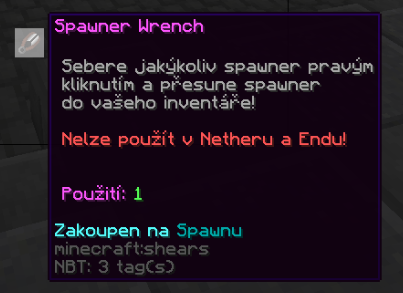 Spawner Wrench
Sebere jakýkoliv spawner pravým
kliknutím a přesune spawner
do vašeho inventáře!
Nelze použít v Netheru a Endu!
Použití: 1
Zakoupen na Spawnu
minecraft:shears
NBT: 3 tag(s)